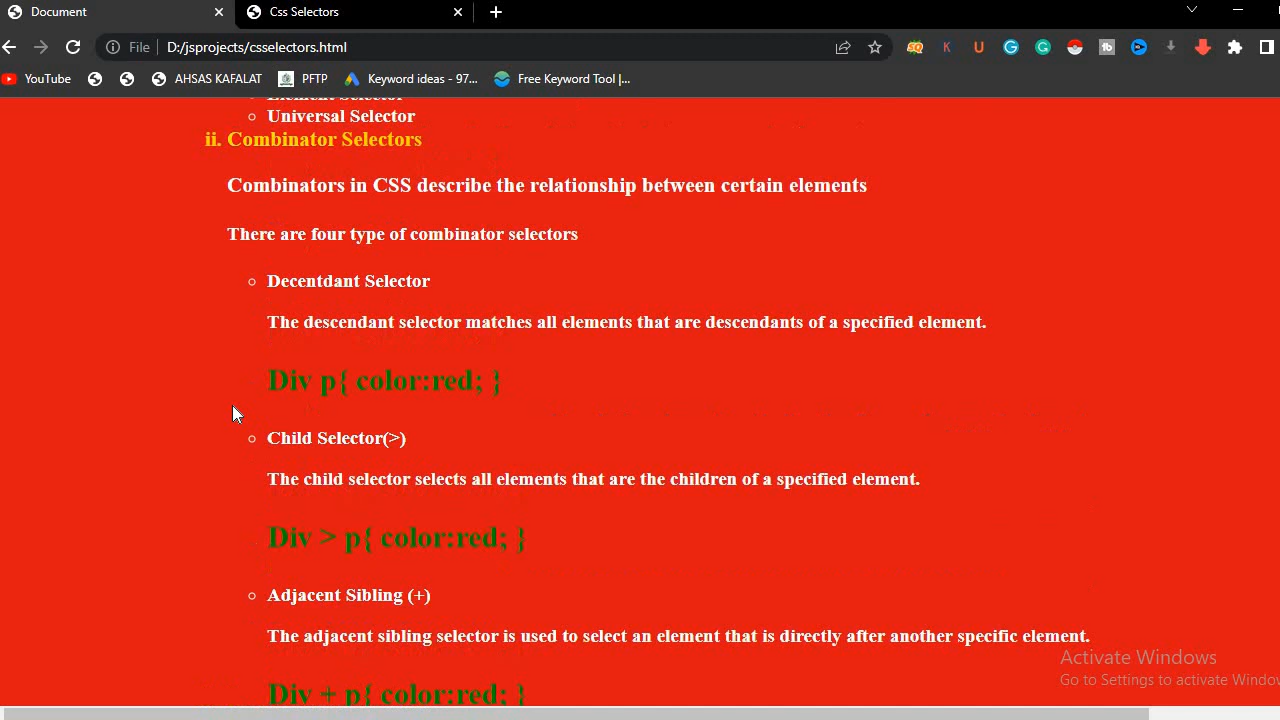 Document
Css Selectors
File
D:/jsprojects/csselectors.html
YouTube
AHSAS KAFALAT
PFTP
Keyword ideas - 97...
Free Keyword Tool |...
Element Selector
Universal Selector
ii. Combinator Selectors
Combinators in CSS describe the relationship between certain elements
There are four type of combinator selectors
Decentdant Selector
The descendant selector matches all elements that are descendants of a specified element.
Div p{ color:red; }
Child Selector(>)
The child selector selects all elements that are the children of a specified element.
Div > p{ color:red; }
Adjacent Sibling (+)
The adjacent sibling selector is used to select an element that is directly after another specific element.
Div + p{ color:red; }
Activate Windows
Go to Settings to activate Window